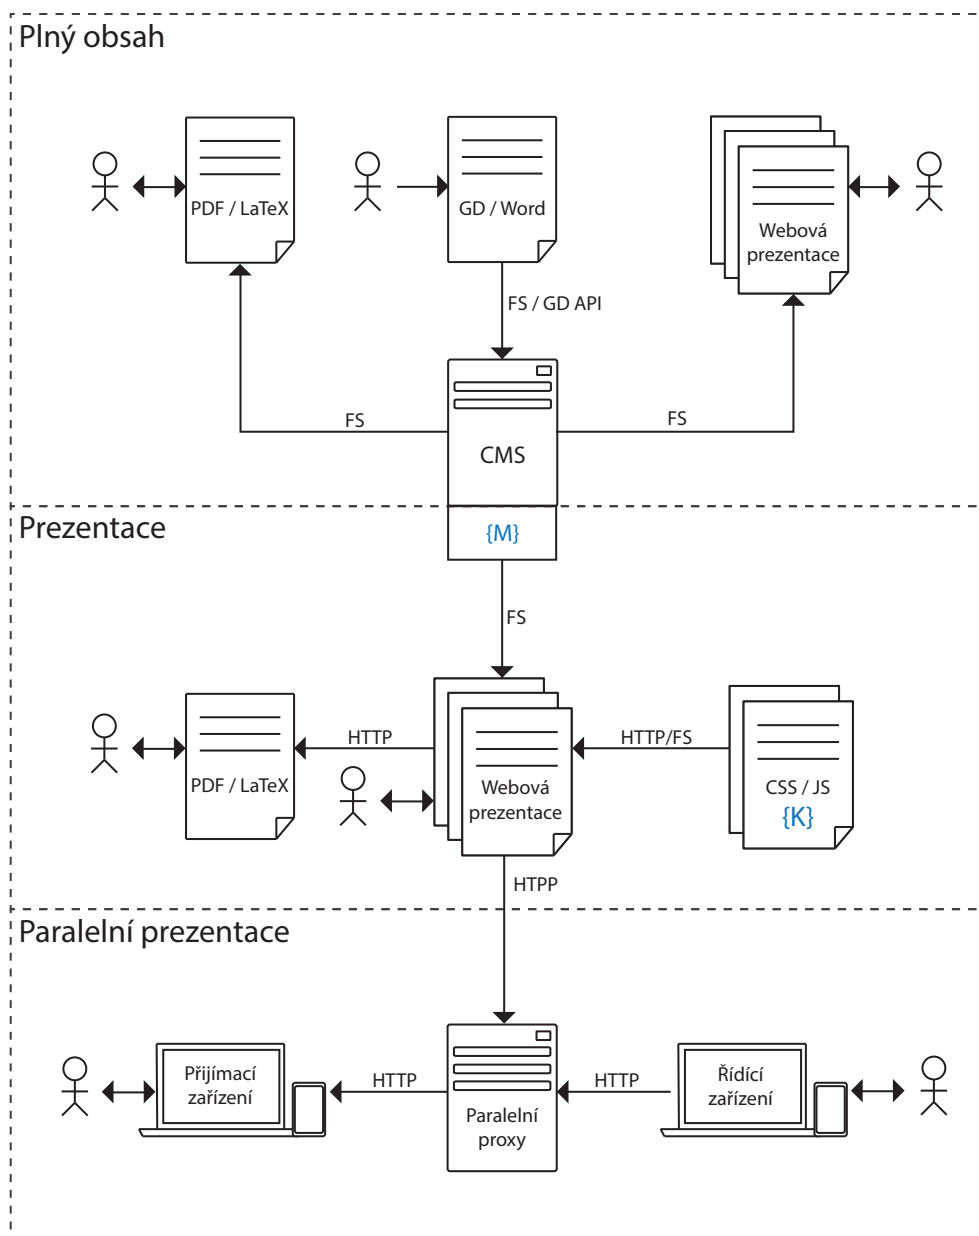 Plný obsah
PDF / LaTeX
GD / Word
Webová
prezentace
FS / GD API
FS
FS
CMS
Prezentace
{M}
FS
HTTP
HTTP/FS
PDF / LaTeX
Webová
prezentace
CSS / JS
{K}
HTPP
Paralelní prezentace
Přijímací
zařízení
HTTP
HTTP
Řídící
zařízení
Paralelní
proxy